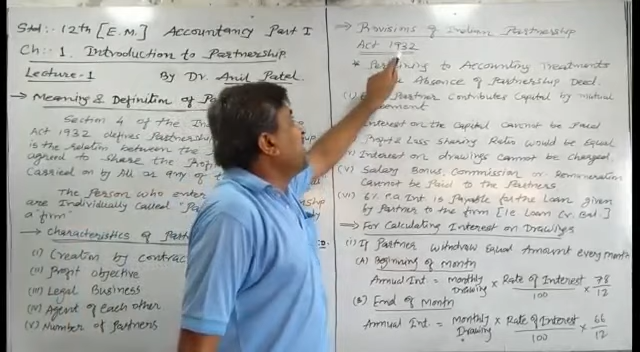 Std: 12th [E.M.] Accountancy Part I
Ch: 1. Introduction to Partnership
Lecture-1 By Dr. Anil Patel.
→ Meaning & Definition of
Section 4 of the
Act 1932 defines
is the relation between the
agreed to share the
Carried on by All or any of
The Person who
are Individually Called
a "firm"
→ Characteristics of
(I) Creation by
(II) Profit objective
(III) Legal Business
(IV) Agent of each other
(V) Number of Partners
→ Provisions of Indian Partnership
Act 1932
* Pertaining to Accounting Treatments
Absence of Partnership Deed.
Partner Contributes Capital by Mutual
Interest on the Capital Cannot be Paid
Profit & Loss Sharing Ratio would be Equal
Interest on drawings Cannot be Charged.
(V) Salary Bonus, Commission or Remuneration
Cannot be Paid to the Partners
(VI) 6% P.a Int is Payable for the Loan given
by Partner to the firm [i.e Loan Cr. Bal.]
→ For Calculating Interest on Drawings
(I) If Partner withdraw Equal Amount every month
(A) Beginning of Month
Annual Int. = Monthly Drawing × Rate of Interest / 100 × 78 / 12
(B) End of Month
Annual Int. = Monthly Drawing × Rate of Interest / 100 × 66 / 12